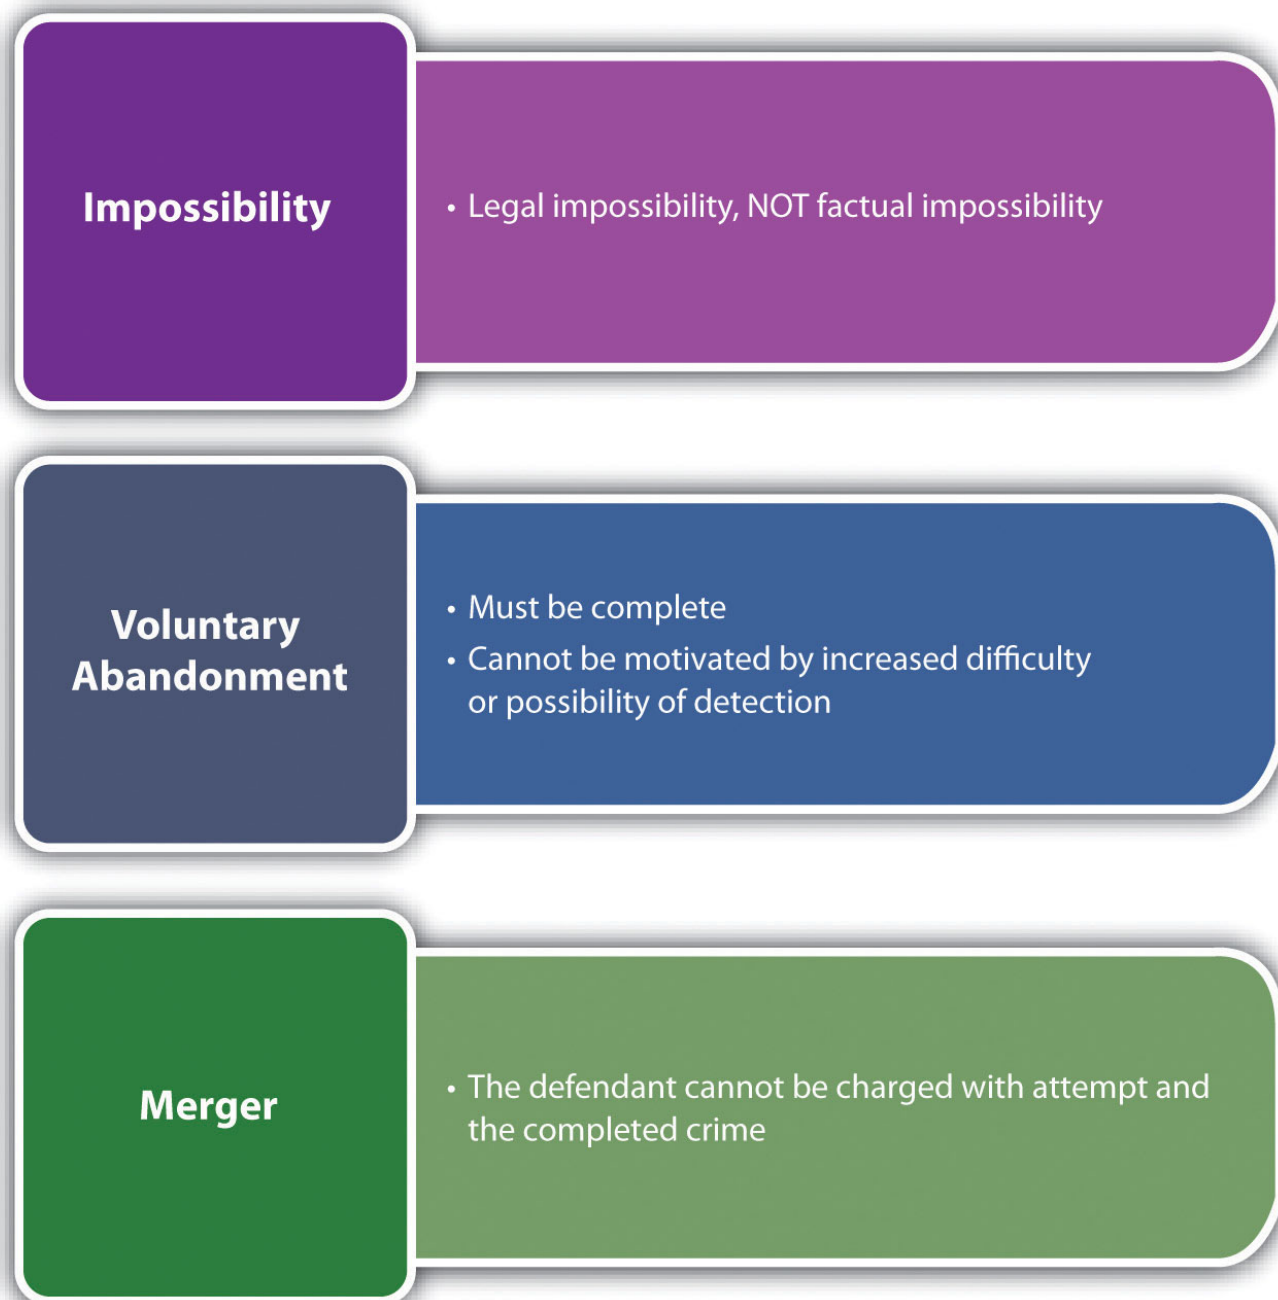 Impossibility
• Legal impossibility, NOT factual impossibility
Voluntary
Abandonment
• Must be complete
• Cannot be motivated by increased difficulty
or possibility of detection
Merger
• The defendant cannot be charged with attempt and
the completed crime